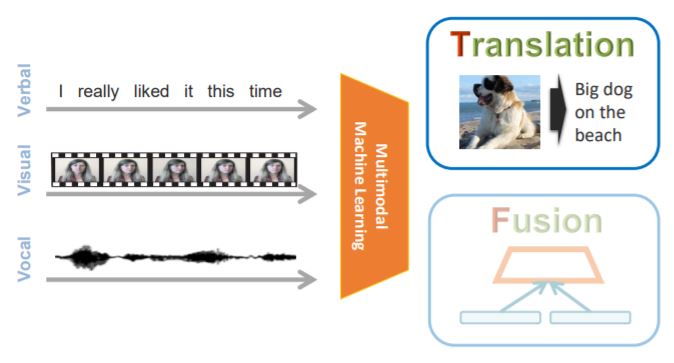 Verbal
I really liked it this time
Visual
Vocal
Multimodal
Machine Learning
Translation
Big dog
on the
beach
Fusion